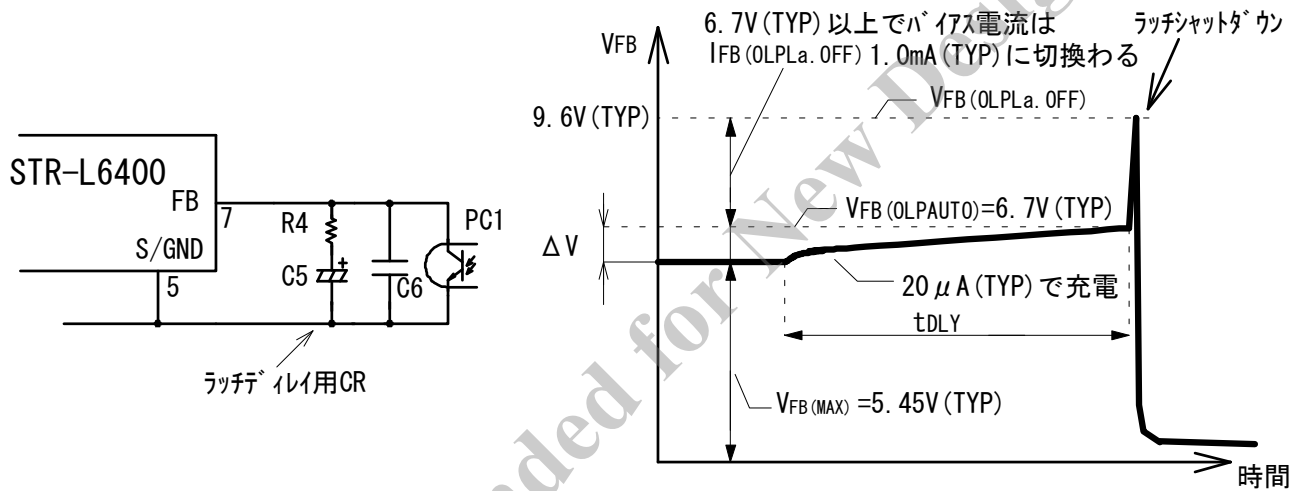 STR-L6400
FB
7
S/GND
5
R4
C5
+
C6
PC1
ラッチディレイ用CR
VFB
6.7V(TYP)以上でバイアス電流は
IFB(OLPLa.OFF) 1.0mA(TYP)に切換わる
ラッチシャットダウン
9.6V(TYP)
VFB(OLPLa.OFF)
VFB(OLPAUTO)=6.7V(TYP)
ΔV
20μA(TYP)で充電
tDLY
VFB(MAX)=5.45V(TYP)
時間
nded for New Desig